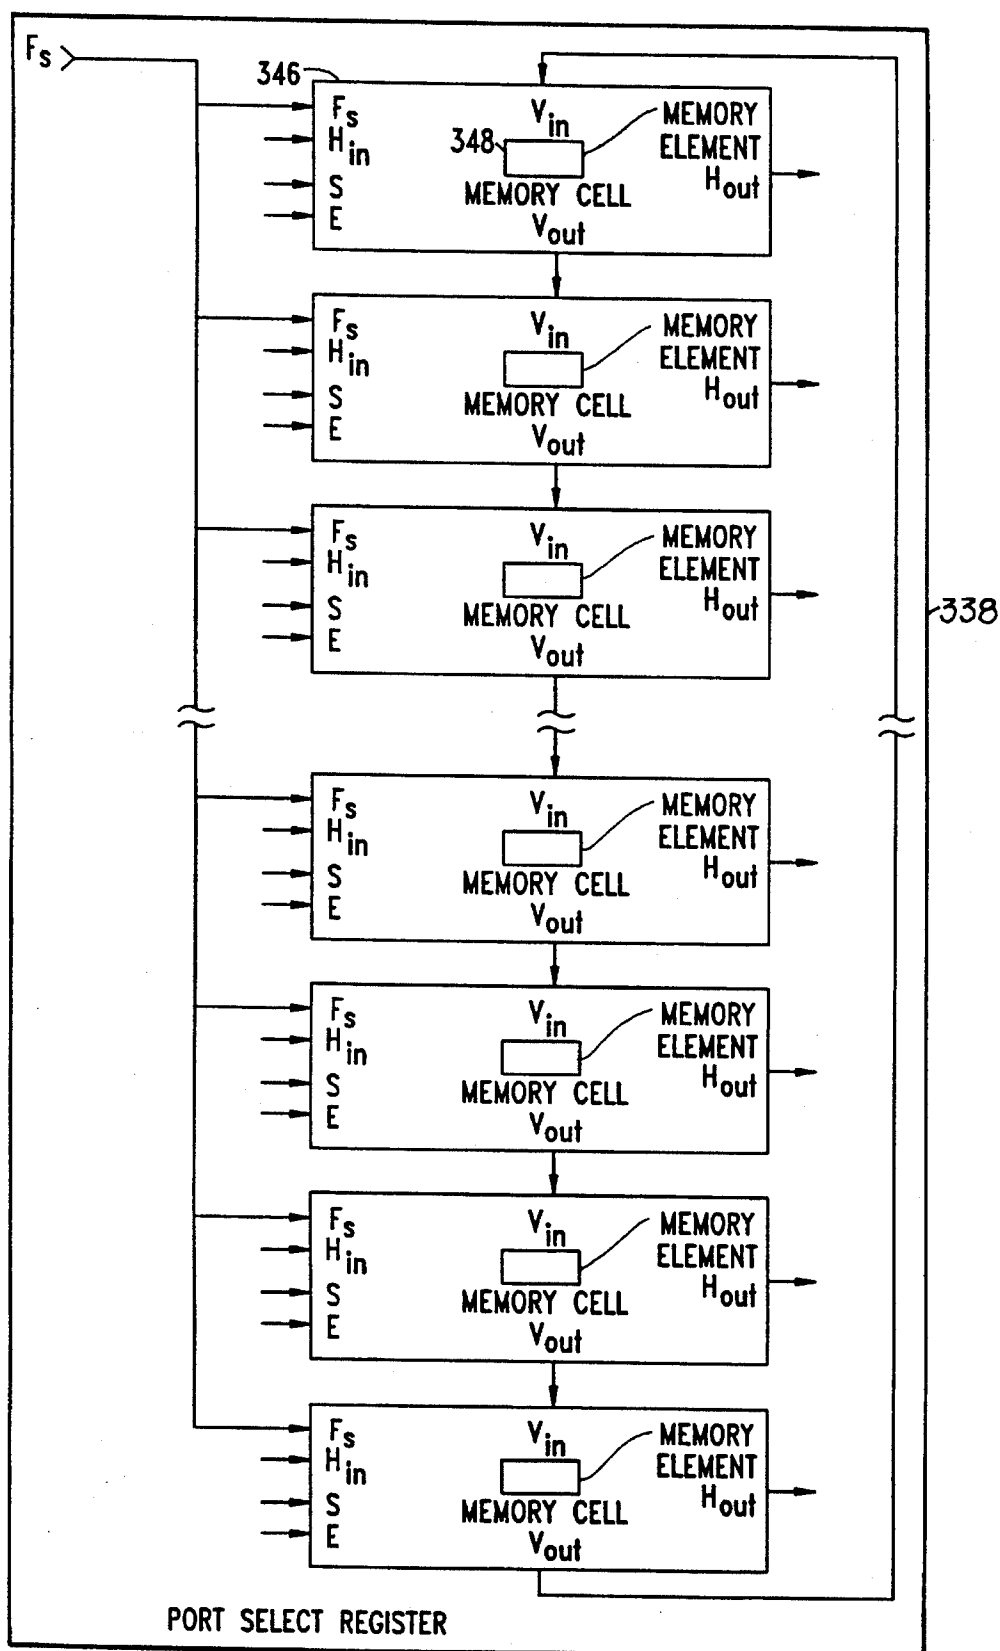 Fs
346
Fs
Vin
MEMORY
Hin
348
ELEMENT
S
MEMORY CELL
Hout
E
Vout
Fs
Vin
MEMORY
Hin
ELEMENT
S
MEMORY CELL
Hout
E
Vout
Fs
Vin
MEMORY
Hin
ELEMENT
S
MEMORY CELL
Hout
E
Vout
338
Fs
Vin
MEMORY
Hin
ELEMENT
S
MEMORY CELL
Hout
E
Vout
Fs
Vin
MEMORY
Hin
ELEMENT
S
MEMORY CELL
Hout
E
Vout
Fs
Vin
MEMORY
Hin
ELEMENT
S
MEMORY CELL
Hout
E
Vout
Fs
Vin
MEMORY
Hin
ELEMENT
S
MEMORY CELL
Hout
E
Vout
PORT SELECT REGISTER